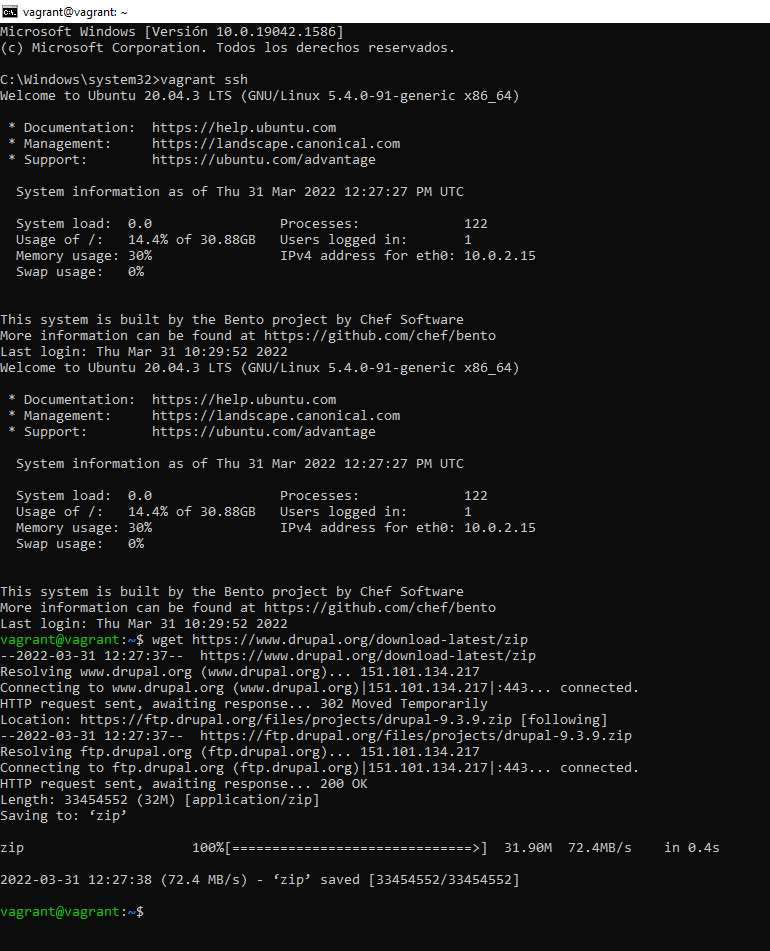 vagrant@vagrant: ~
Microsoft Windows [Versión 10.0.19042.1586]
(c) Microsoft Corporation. Todos los derechos reservados.
C:\Windows\system32>vagrant ssh
Welcome to Ubuntu 20.04.3 LTS (GNU/Linux 5.4.0-91-generic x86_64)
* Documentation:  https://help.ubuntu.com
* Management:     https://landscape.canonical.com
* Support:        https://ubuntu.com/advantage
System information as of Thu 31 Mar 2022 12:27:27 PM UTC
System load:  0.0                Processes:             122
Usage of /:   14.4% of 30.88GB   Users logged in:       1
Memory usage: 30%                IPv4 address for eth0: 10.0.2.15
Swap usage:   0%
This system is built by the Bento project by Chef Software
More information can be found at https://github.com/chef/bento
Last login: Thu Mar 31 10:29:52 2022
Welcome to Ubuntu 20.04.3 LTS (GNU/Linux 5.4.0-91-generic x86_64)
* Documentation:  https://help.ubuntu.com
* Management:     https://landscape.canonical.com
* Support:        https://ubuntu.com/advantage
System information as of Thu 31 Mar 2022 12:27:27 PM UTC
System load:  0.0                Processes:             122
Usage of /:   14.4% of 30.88GB   Users logged in:       1
Memory usage: 30%                IPv4 address for eth0: 10.0.2.15
Swap usage:   0%
This system is built by the Bento project by Chef Software
More information can be found at https://github.com/chef/bento
Last login: Thu Mar 31 10:29:52 2022
vagrant@vagrant:~$ wget https://www.drupal.org/download-latest/zip
--2022-03-31 12:27:37--  https://www.drupal.org/download-latest/zip
Resolving www.drupal.org (www.drupal.org)... 151.101.134.217
Connecting to www.drupal.org (www.drupal.org)|151.101.134.217|:443... connected.
HTTP request sent, awaiting response... 302 Moved Temporarily
Location: https://ftp.drupal.org/files/projects/drupal-9.3.9.zip [following]
--2022-03-31 12:27:37--  https://ftp.drupal.org/files/projects/drupal-9.3.9.zip
Resolving ftp.drupal.org (ftp.drupal.org)... 151.101.134.217
Connecting to ftp.drupal.org (ftp.drupal.org)|151.101.134.217|:443... connected.
HTTP request sent, awaiting response... 200 OK
Length: 33454552 (32M) [application/zip]
Saving to: ‘zip’
zip                     100%[==============================>]  31.90M  72.4MB/s    in 0.4s
2022-03-31 12:27:38 (72.4 MB/s) - ‘zip’ saved [33454552/33454552]
vagrant@vagrant:~$